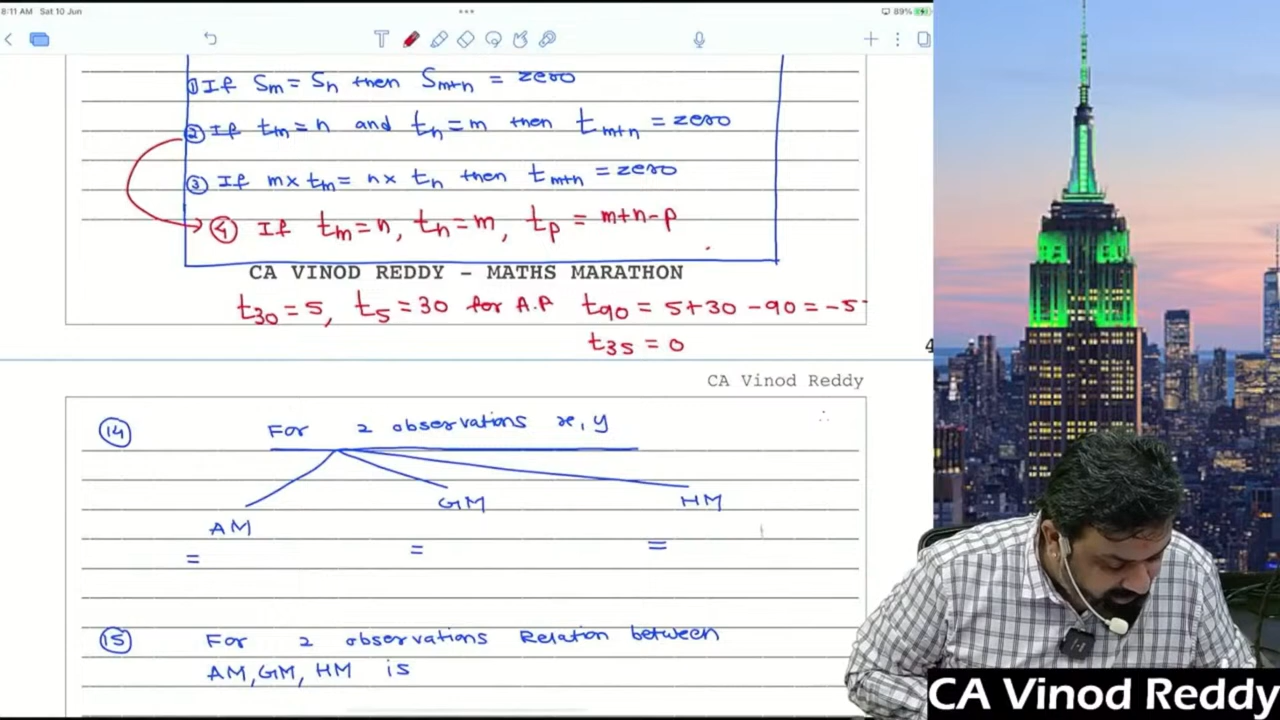 8:11 AM Sat 10 Jun
89%
T
① If Sm = Sn then Sm+n = zero
② If tm = n and tn = m then tm+n = zero
③ If m x tm = n x tn then tm+n = zero
④ If tm = n, tn = m, tp = m+n-p
CA VINOD REDDY - MATHS MARATHON
t30 = 5, t5 = 30 for A.P t90 = 5+30-90 = -5
t35 = 0
4
CA Vinod Reddy
⑭ For 2 observations x, y
AM GM HM
= = =
⑮ For 2 observations Relation between
AM, GM, HM is
CA Vinod Reddy